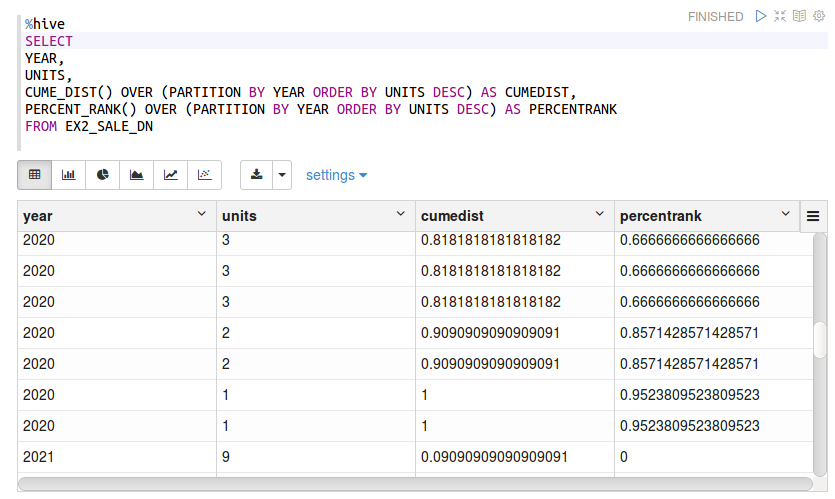 %hive
FINISHED
SELECT
YEAR,
UNITS,
CUME_DIST() OVER (PARTITION BY YEAR ORDER BY UNITS DESC) AS CUMEDIST,
PERCENT_RANK() OVER (PARTITION BY YEAR ORDER BY UNITS DESC) AS PERCENTRANK
FROM EX2_SALE_DN
settings
year units cumedist percentrank
2020 3 0.8181818181818182 0.6666666666666666
2020 3 0.8181818181818182 0.6666666666666666
2020 3 0.8181818181818182 0.6666666666666666
2020 2 0.9090909090909091 0.8571428571428571
2020 2 0.9090909090909091 0.8571428571428571
2020 1 1 0.9523809523809523
2020 1 1 0.9523809523809523
2021 9 0.09090909090909091 0